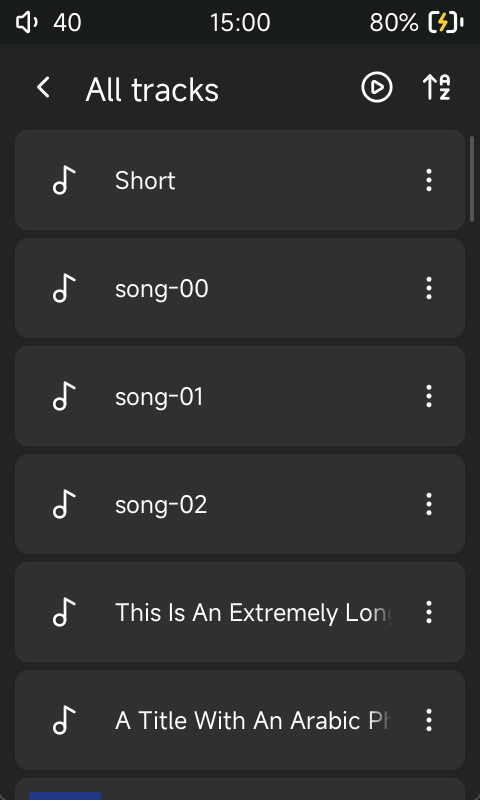 40 15:00 80%
All tracks
Short
song-00
song-01
song-02
This Is An Extremely Lon
A Title With An Arabic Ph